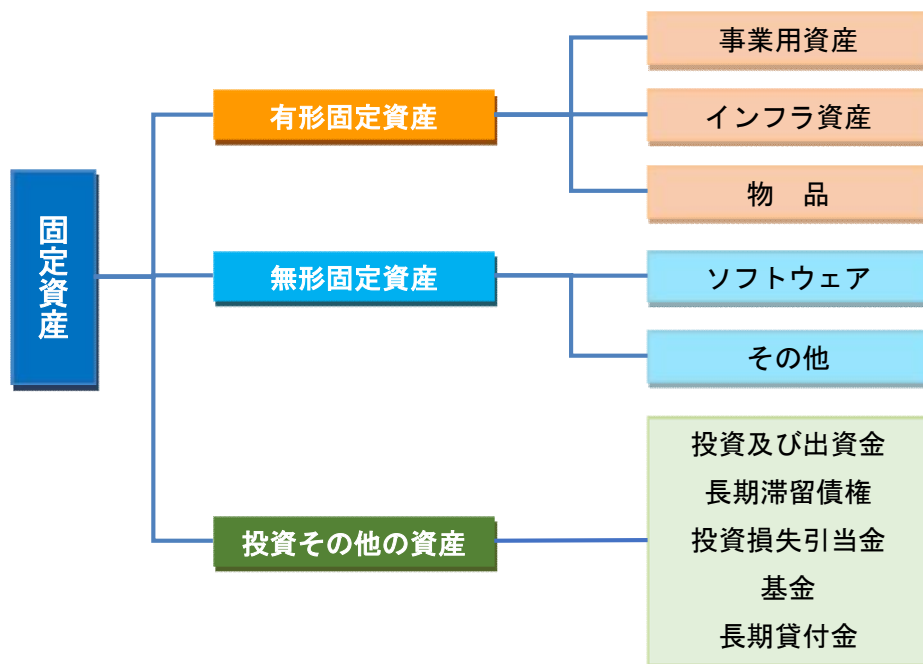 固定資産
有形固定資産
事業用資産
インフラ資産
物　品
無形固定資産
ソフトウェア
その他
投資その他の資産
投資及び出資金
長期滞留債権
投資損失引当金
基金
長期貸付金